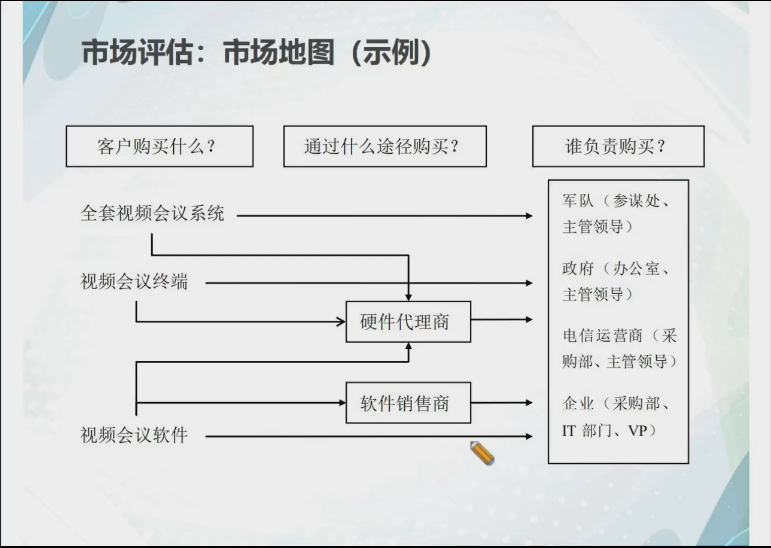 市场评估：市场地图（示例）
客户购买什么？
通过什么途径购买？
谁负责购买？
全套视频会议系统
视频会议终端
视频会议软件
硬件代理商
软件销售商
军队（参谋处、
主管领导）
政府（办公室、
主管领导）
电信运营商（采
购部、主管领导）
企业（采购部、
IT 部门、VP）